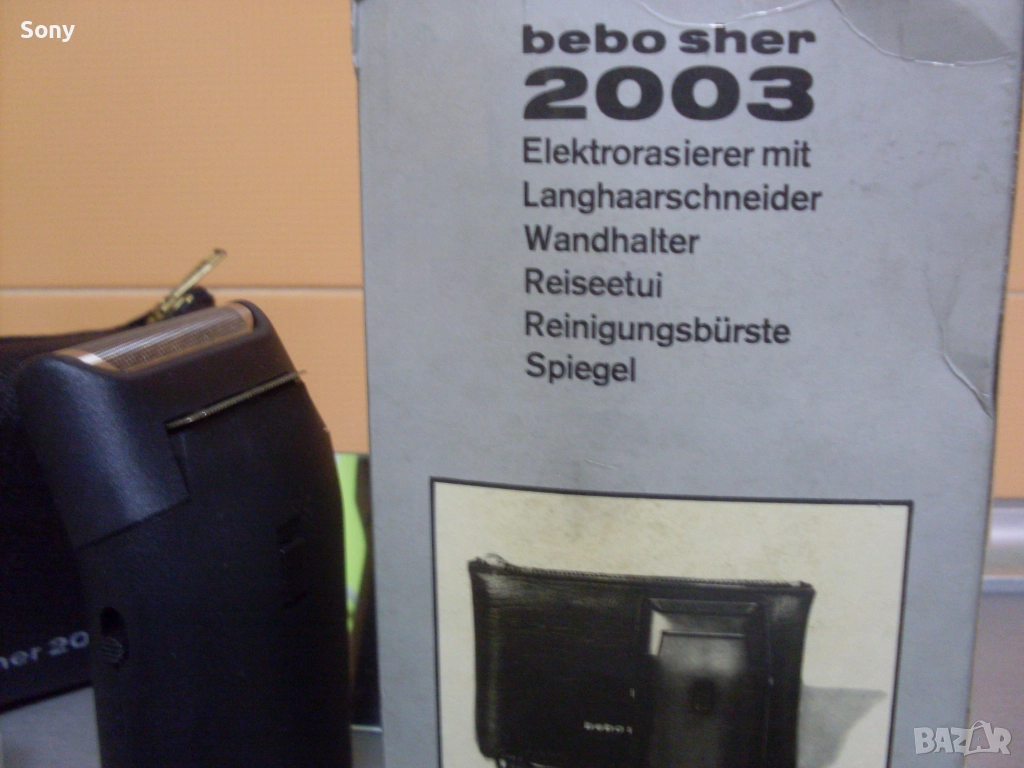 Sony
bebo sher
2003
Elektrorasierer mit
Langhaarschneider
Wandhalter
Reiseetui
Reinigungsbürste
Spiegel
her 20
bebo s
BAZAR